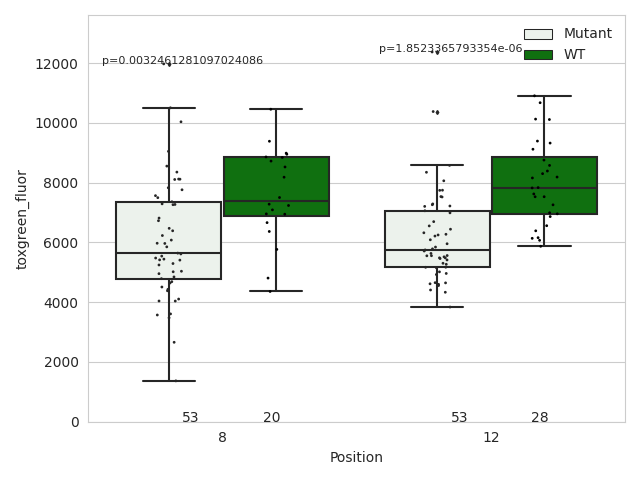 Mutant
WT
p=0.0032461281097024086
p=1.8523365793354e-06
12000
10000
8000
6000
4000
2000
0
toxgreen_fluor
53
20
53
28
8
12
Position